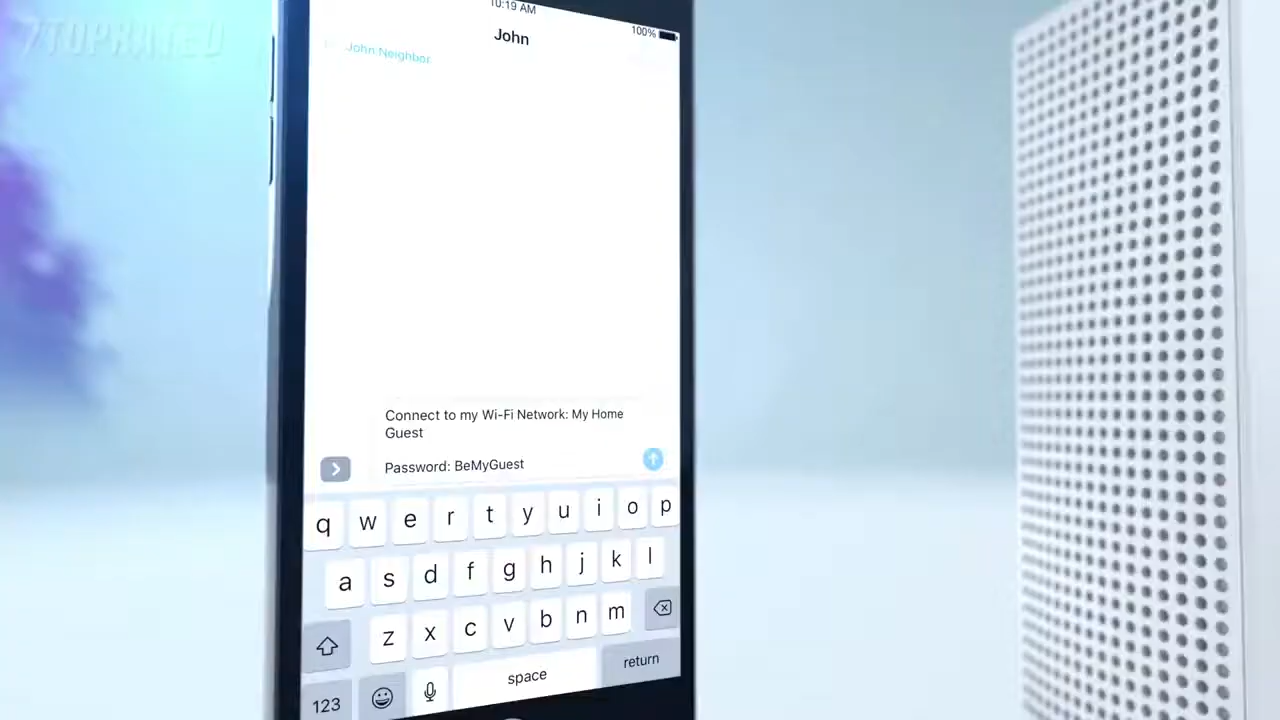 7TOPRATED
10:19 AM
100%
John
John Neighbor
Connect to my Wi-Fi Network: My Home
Guest
Password: BeMyGuest
q w e r t y u i o p
a s d f g h j k l
z x c v b n m
123 space return